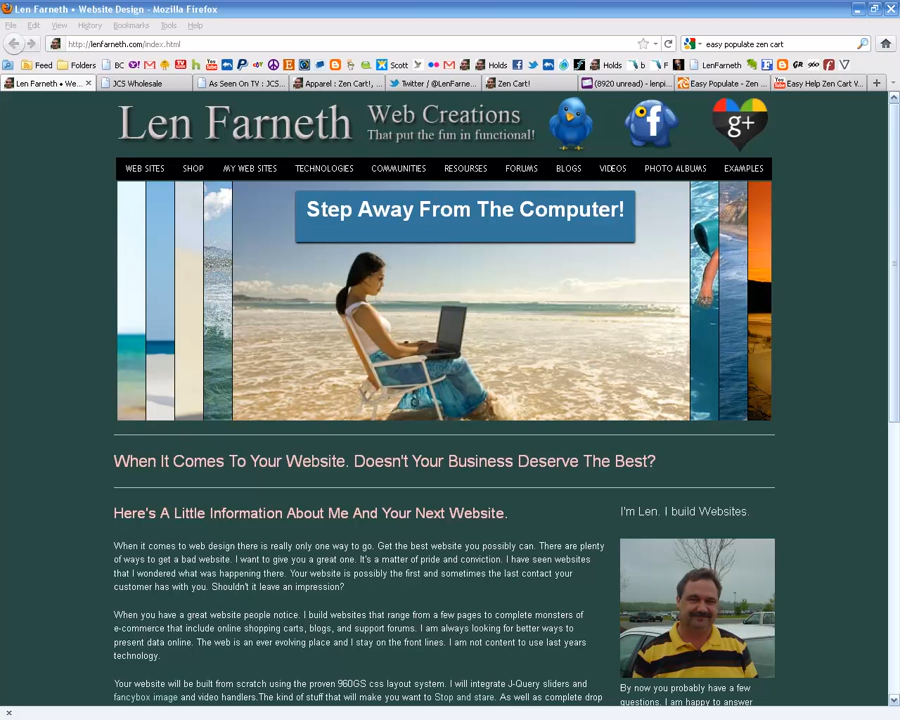 Len Farneth • Website Design - Mozilla Firefox
File Edit View History Bookmarks Tools Help
http://lenfarneth.com/index.html easy populate zen cart
Feed Folders BC Scott Holds Holds b F LenFarneth 960
Len Farneth • We... JCS Wholesale As Seen On TV : JCS... Apparel : Zen Cart!, ... Twitter / @LenFarne... Zen Cart! (8920 unread) - lenpi... Easy Populate - Zen ... Easy Help Zen Cart V...
Len Farneth Web Creations
That put the fun in functional!
f g+
WEB SITES SHOP MY WEB SITES TECHNOLOGIES COMMUNITIES RESOURSES FORUMS BLOGS VIDEOS PHOTO ALBUMS EXAMPLES
Step Away From The Computer!
When It Comes To Your Website. Doesn't Your Business Deserve The Best?
Here's A Little Information About Me And Your Next Website.
When it comes to web design there is really only one way to go. Get the best website you possibly can. There are plenty
of ways to get a bad website. I want to give you a great one. It's a matter of pride and conviction. I have seen websites
that I wondered what was happening there. Your website is possibly the first and sometimes the last contact your
customer has with you. Shouldn't it leave an impression?
When you have a great website people notice. I build websites that range from a few pages to complete monsters of
e-commerce that include online shopping carts, blogs, and support forums. I am always looking for better ways to
present data online. The web is an ever evolving place and I stay on the front lines. I am not content to use last years
technology.
Your website will be built from scratch using the proven 960GS css layout system. I will integrate J-Query sliders and
fancybox image and video handlers.The kind of stuff that will make you want to Stop and stare. As well as complete drop
I'm Len. I build Websites.
By now you probably have a few
questions. I am happy to answer